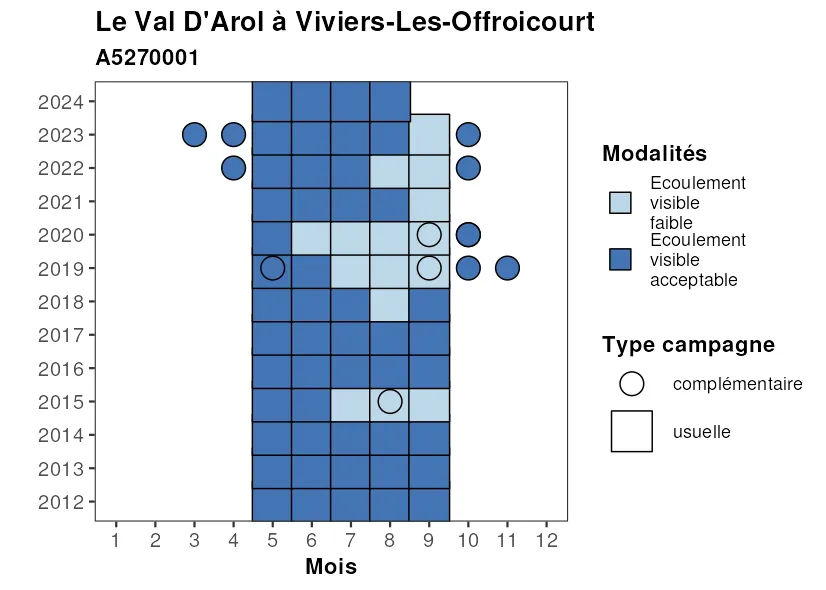 Le Val D'Arol à Viviers-Les-Offroicourt
A5270001
2024
2023
2022
2021
2020
2019
2018
2017
2016
2015
2014
2013
2012
1 2 3 4 5 6 7 8 9 10 11 12
Mois
Modalités
Ecoulement
visible
faible
Ecoulement
visible
acceptable
Type campagne
complémentaire
usuelle